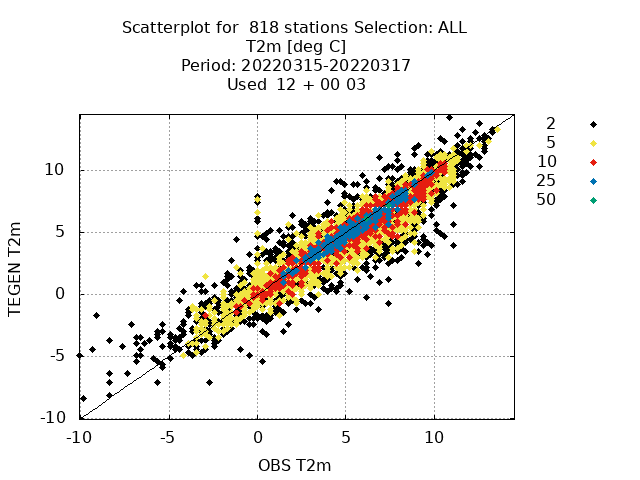 Scatterplot for  818 stations Selection: ALL
T2m [deg C]
Period: 20220315-20220317
Used  12 + 00 03
2
5
10
25
50
10
5
0
-5
-10
TEGEN T2m
-10 -5 0 5 10
OBS T2m